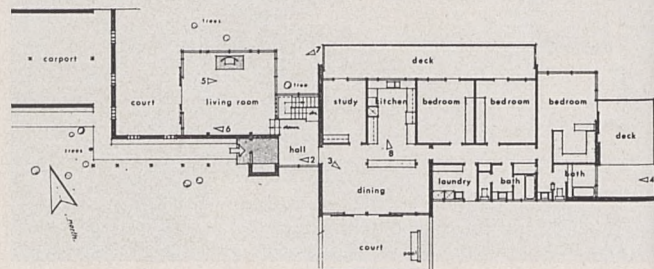 trees
7
carport
deck
5
tree
court
living room
study
kitchen
bedroom
bedroom
bedroom
deck
6
trees
hall
2
3
8
laundry
bath
bath
4
dining
north
court